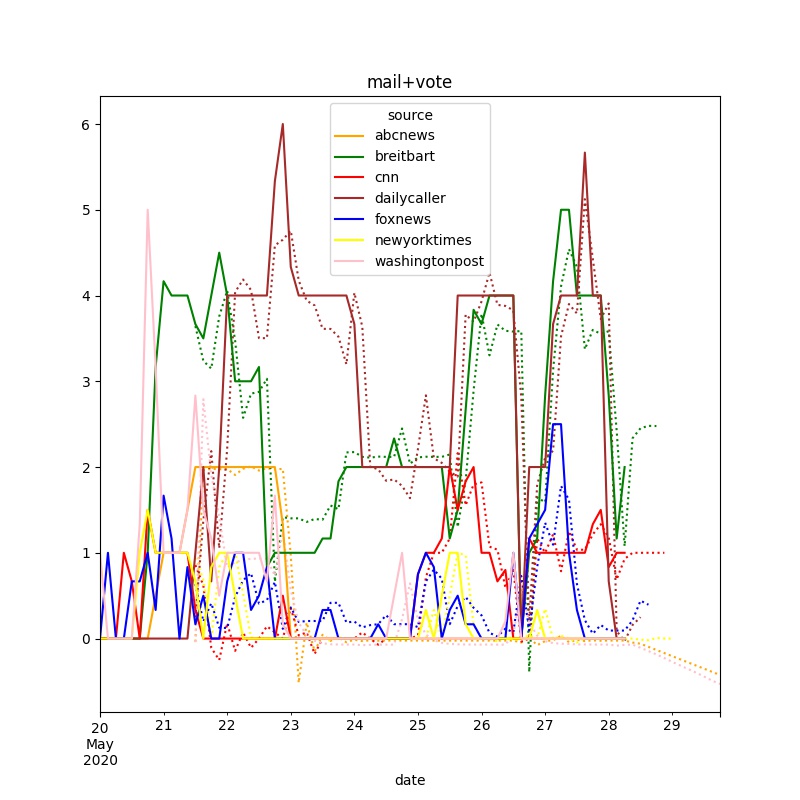 mail+vote
source
abcnews
breitbart
cnn
dailycaller
foxnews
newyorktimes
washingtonpost
6
5
4
3
2
1
0
20 21 22 23 24 25 26 27 28 29
May
2020
date